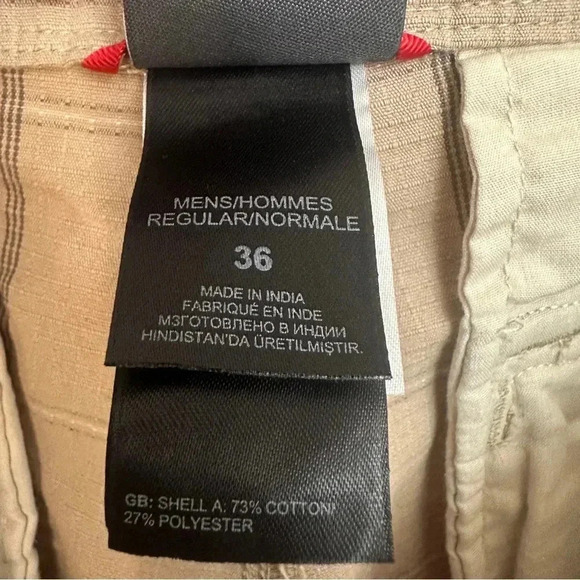 MENS/HOMMES
REGULAR/NORMALE
36
MADE IN INDIA
FABRIQUÉ EN INDE
MЗГОТОВЛЕНО В ИНДИИ
HINDISTAN'DA ÜRETILMIŞTIR.
GB: SHELL A: 73% COTTON/
27% POLYESTER